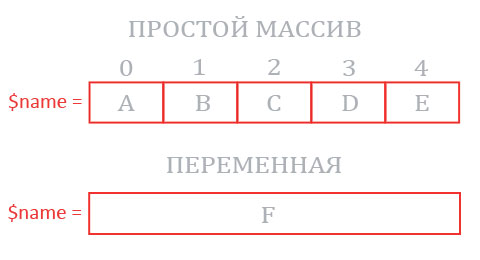 ПРОСТОЙ МАССИВ
0 1 2 3 4
$name = A B C D E
ПЕРЕМЕННАЯ
$name = F